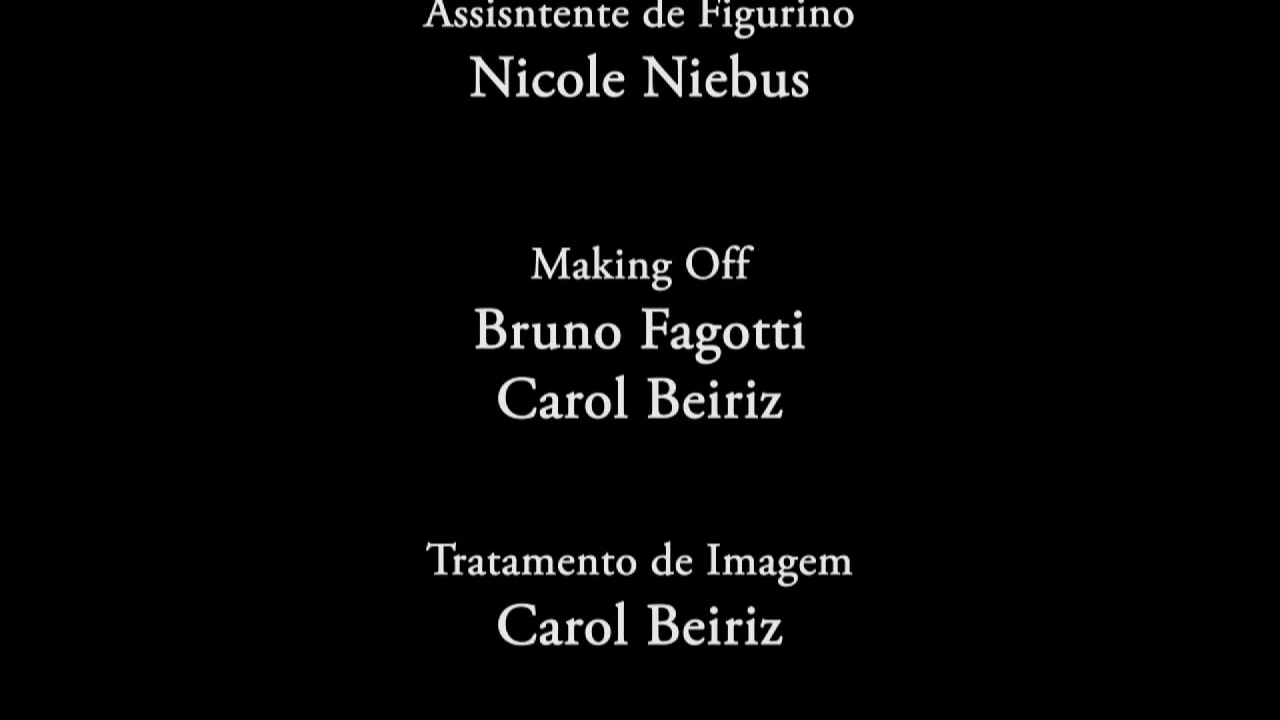 Assisntente de Figurino
Nicole Niebus
Making Off
Bruno Fagotti
Carol Beiriz
Tratamento de Imagem
Carol Beiriz